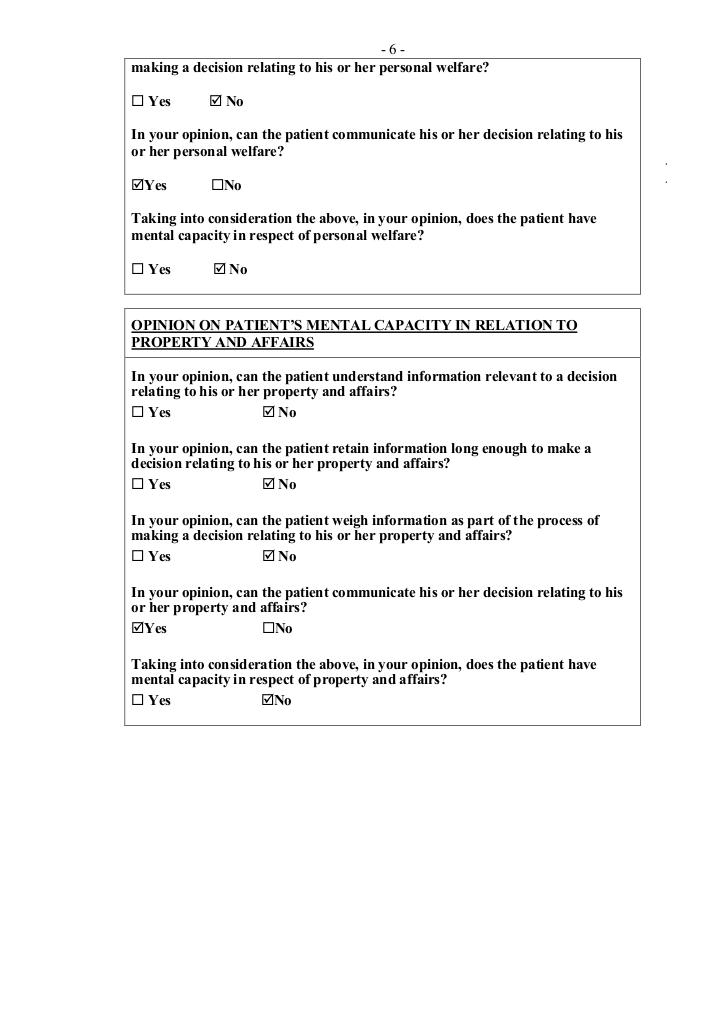 - 6 -
making a decision relating to his or her personal welfare?
☐ Yes ☑ No
In your opinion, can the patient communicate his or her decision relating to his
or her personal welfare?
☑Yes ☐No
Taking into consideration the above, in your opinion, does the patient have
mental capacity in respect of personal welfare?
☐ Yes ☑ No
OPINION ON PATIENT'S MENTAL CAPACITY IN RELATION TO
PROPERTY AND AFFAIRS
In your opinion, can the patient understand information relevant to a decision
relating to his or her property and affairs?
☐ Yes ☑ No
In your opinion, can the patient retain information long enough to make a
decision relating to his or her property and affairs?
☐ Yes ☑ No
In your opinion, can the patient weigh information as part of the process of
making a decision relating to his or her property and affairs?
☐ Yes ☑ No
In your opinion, can the patient communicate his or her decision relating to his
or her property and affairs?
☑Yes ☐No
Taking into consideration the above, in your opinion, does the patient have
mental capacity in respect of property and affairs?
☐ Yes ☑No